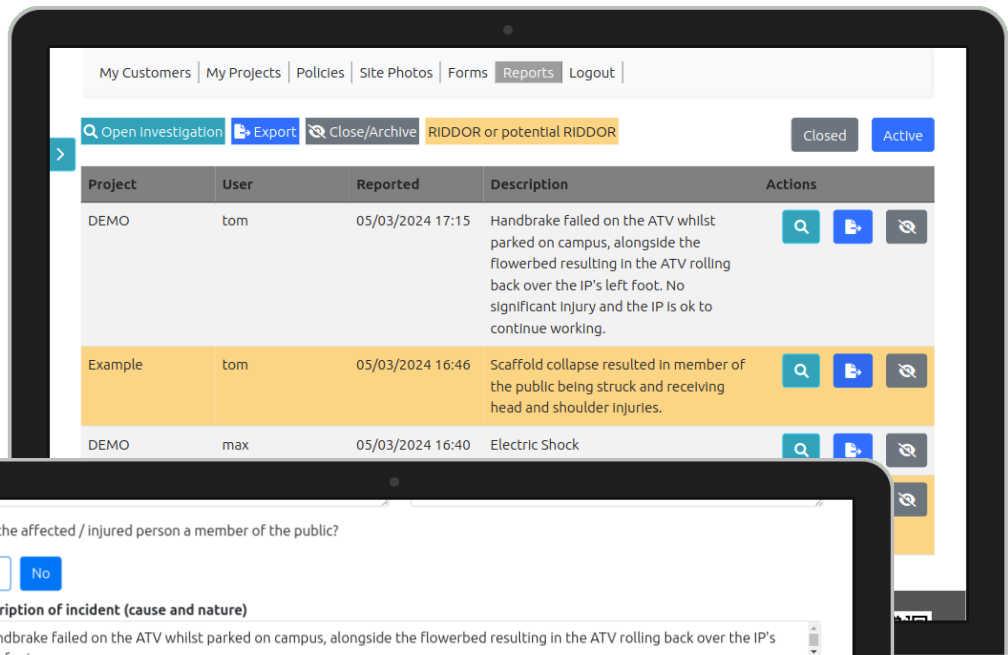 My Customers My Projects Policies Site Photos Forms Reports Logout
Open investigation Export Close/Archive RIDDOR or potential RIDDOR Closed Active
Project User Reported Description Actions
DEMO tom 05/03/2024 17:15 Handbrake failed on the ATV whilst
parked on campus, alongside the
flowerbed resulting in the ATV rolling
back over the IP's left foot. No
significant injury and the IP is ok to
continue working.
Example tom 05/03/2024 16:46 Scaffold collapse resulted in member of
the public being struck and receiving
head and shoulder injuries.
DEMO max 05/03/2024 16:40 Electric Shock
the affected / injured person a member of the public?
No
ription of incident (cause and nature)
ndbrake failed on the ATV whilst parked on campus, alongside the flowerbed resulting in the ATV rolling back over the IP's